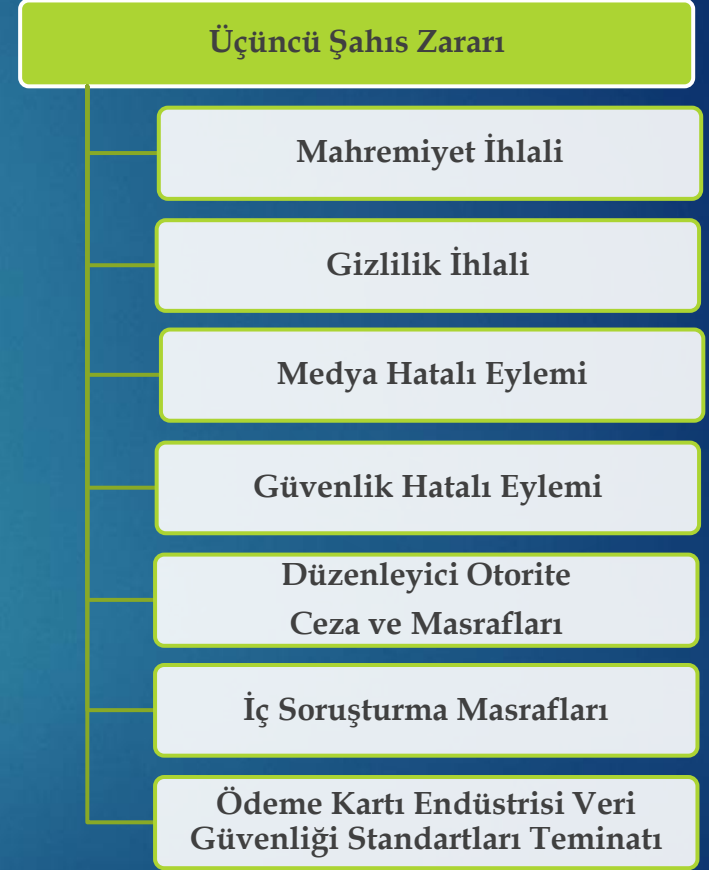 Üçüncü Şahıs Zararı
Mahremiyet İhlali
Gizlilik İhlali
Medya Hatalı Eylemi
Güvenlik Hatalı Eylemi
Düzenleyici Otorite
Ceza ve Masrafları
İç Soruşturma Masrafları
Ödeme Kartı Endüstrisi Veri
Güvenliği Standartları Teminatı